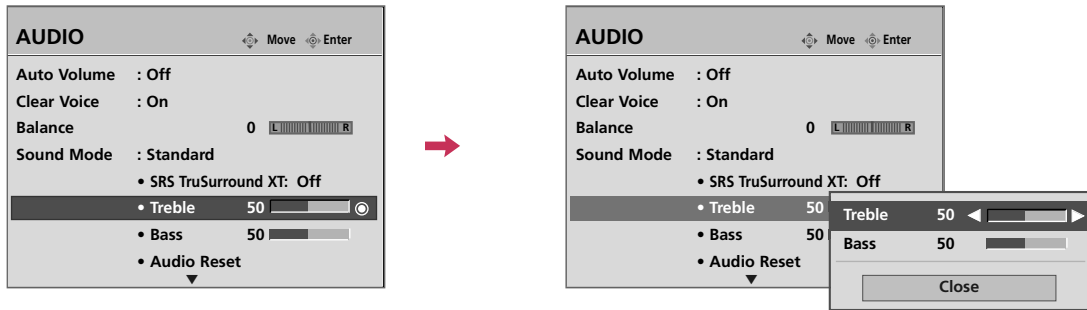 AUDIO Move Enter
Auto Volume : Off
Clear Voice : On
Balance 0 L R
Sound Mode : Standard
• SRS TruSurround XT: Off
• Treble 50
• Bass 50
• Audio Reset
AUDIO Move Enter
Auto Volume : Off
Clear Voice : On
Balance 0 L R
Sound Mode : Standard
• SRS TruSurround XT: Off
• Treble 50
• Bass 50
• Audio Reset
Treble 50
Bass 50
Close